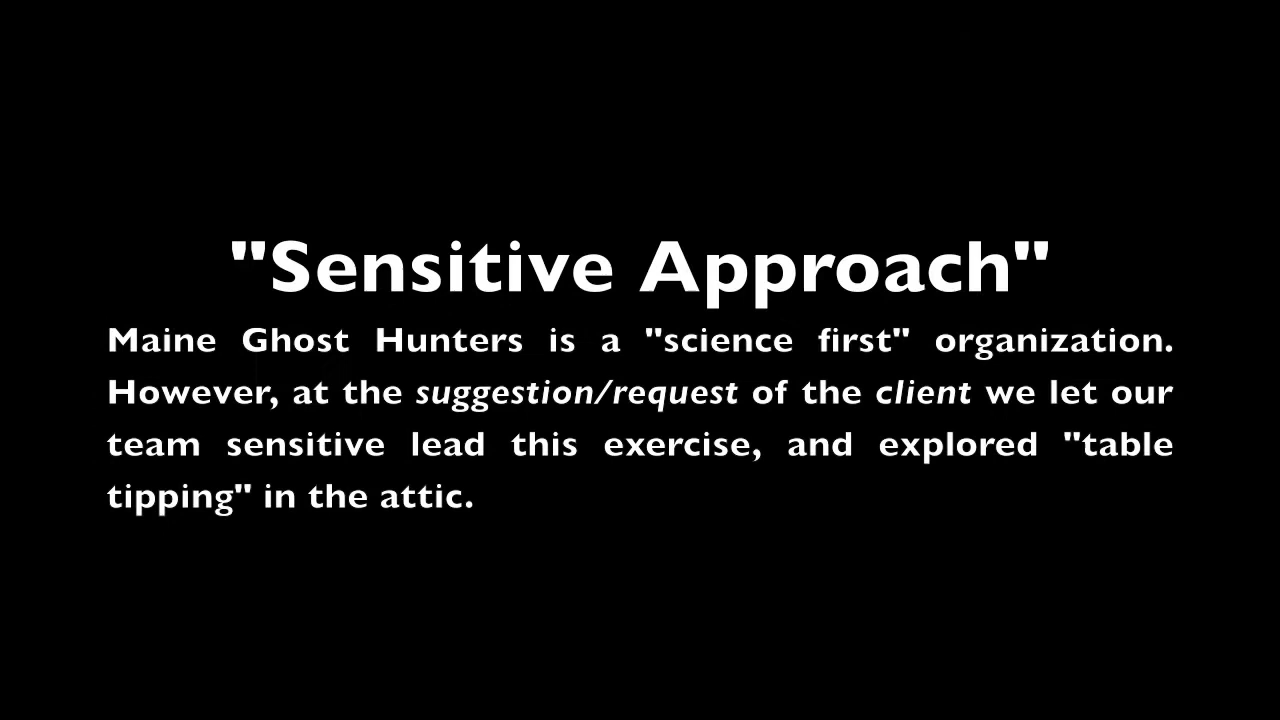 "Sensitive Approach"
Maine Ghost Hunters is a "science first" organization.
However, at the suggestion/request of the client we let our
team sensitive lead this exercise, and explored "table
tipping" in the attic.